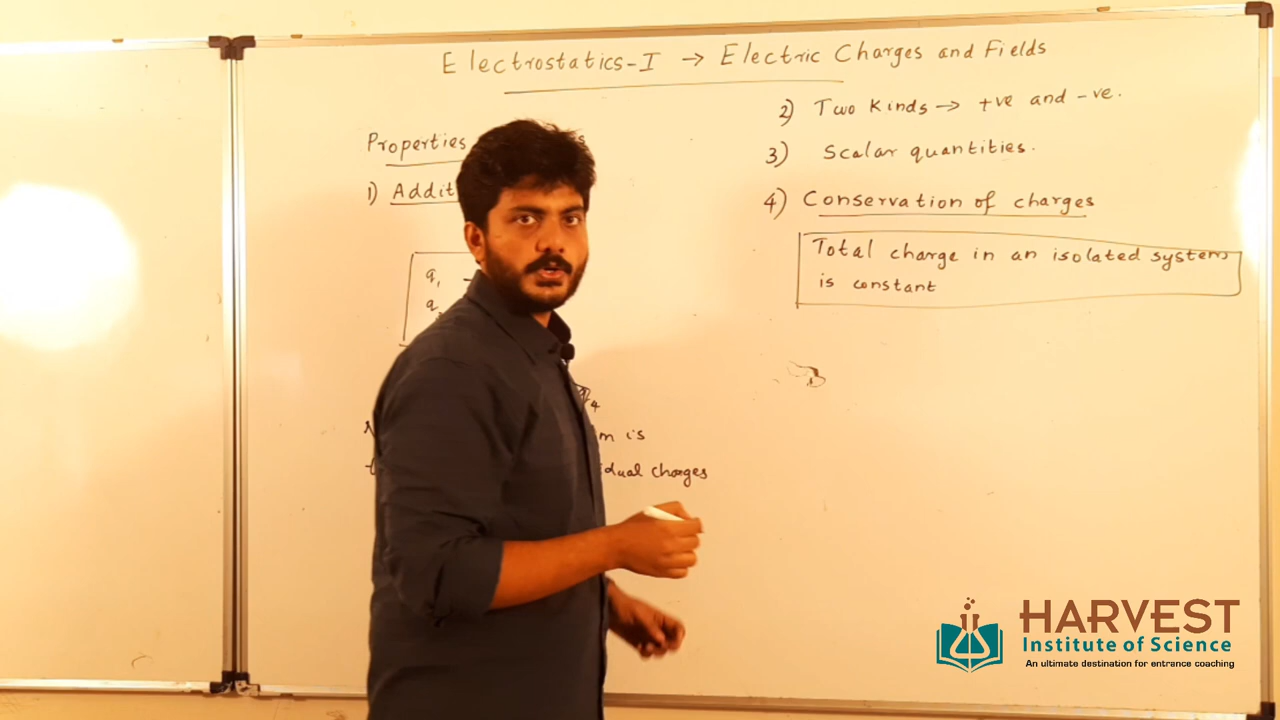 Electrostatics-I → Electric Charges and Fields
Properties
1)
q1
q
q4
m is
charges
2) Two Kinds → +ve and -ve.
3) Scalar quantities.
4) Conservation of charges
Total charge in an isolated system
is constant
HARVEST
Institute of Science
An ultimate destination for entrance coaching